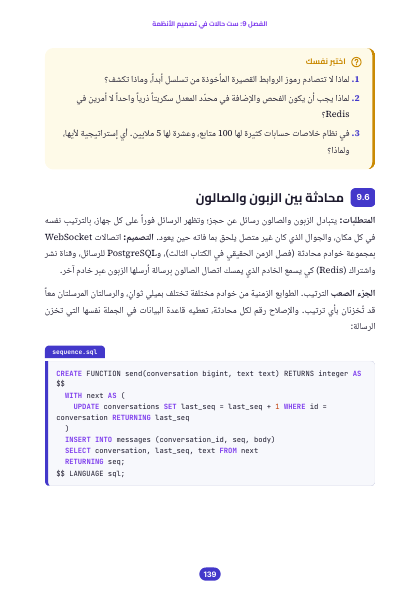 الفصل 9: ست حالات في تصميم الأنظمة
اختبر نفسك
1. لماذا لا تتصادم رموز الروابط القصيرة المأخوذة من تسلسل أبداً، وماذا تكشف؟
2. لماذا يجب أن يكون الفحص والإضافة في محدّد المعدل سكربتاً ذرياً واحداً لا أمرين في
Redis؟
3. في نظام خلاصات حسابات كثيرة لها 100 متابع، وعشرة لها 5 ملايين. أي إستراتيجية لأيها،
ولماذا؟
9.6 محادثة بين الزبون والصالون
المتطلبات: يتبادل الزبون والصالون رسائل عن حجز؛ وتظهر الرسائل فوراً على كل جهاز، بالترتيب نفسه
في كل مكان، والجوال الذي كان غير متصل يلحق بما فاته حين يعود. التصميم: اتصالات WebSocket
بمجموعة خوادم محادثة (فصل الزمن الحقيقي في الكتاب الثالث)، وPostgreSQL للرسائل، وقناة نشر
واشتراك (Redis) كي يسمع الخادم الذي يمسك اتصال الصالون برسالة أرسلها الزبون عبر خادم آخر.
الجزء الصعب الترتيب. الطوابع الزمنية من خوادم مختلفة تختلف بميلي ثوانٍ، والرسالتان المرسلتان معاً
قد تُخزنان بأي ترتيب. والإصلاح رقم لكل محادثة، تعطيه قاعدة البيانات في الجملة نفسها التي تخزن
الرسالة:
sequence.sql
CREATE FUNCTION send(conversation bigint, text text) RETURNS integer AS
$$
WITH next AS (
UPDATE conversations SET last_seq = last_seq + 1 WHERE id =
conversation RETURNING last_seq
)
INSERT INTO messages (conversation_id, seq, body)
SELECT conversation, last_seq, text FROM next
RETURNING seq;
$$ LANGUAGE sql;
139